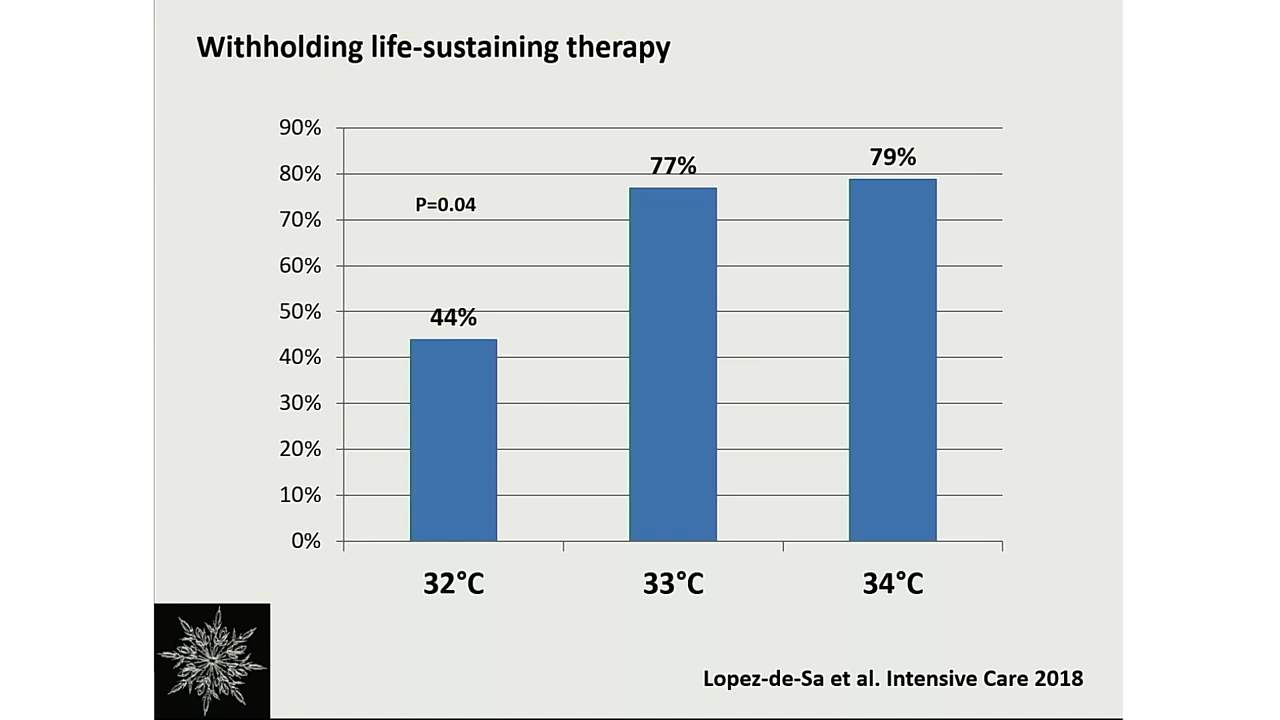 Withholding life-sustaining therapy
90%
80%
70%
60%
50%
40%
30%
20%
10%
0%
P=0.04
44%
77%
79%
32°C
33°C
34°C
Lopez-de-Sa et al. Intensive Care 2018